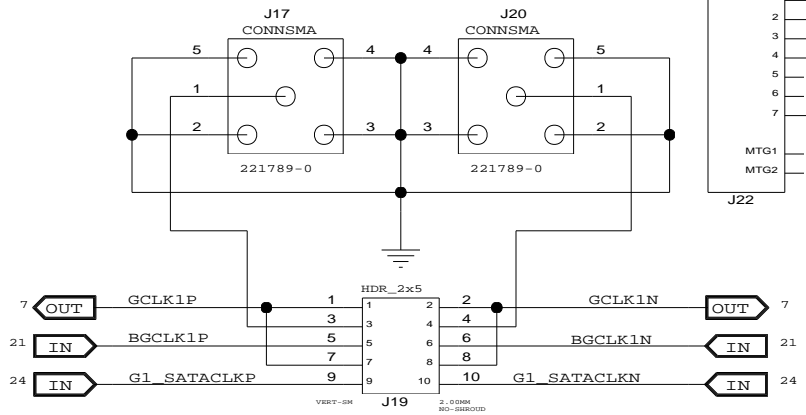 J17
CONNSMA
J20
CONNSMA
5
4
4
5
1
1
2
3
3
2
221789-0
221789-0
2
3
4
5
6
7
MTG1
MTG2
J22
HDR_2x5
7
OUT
GCLK1P
1
1
2
2
GCLK1N
OUT
7
3
3
4
4
21
IN
BGCLK1P
5
5
6
6
BGCLK1N
IN
21
7
7
8
8
24
IN
G1_SATACLKP
9
9
10
10
G1_SATACLKN
IN
24
VERT-SM
J19
2.00MM
NO-SHROUD